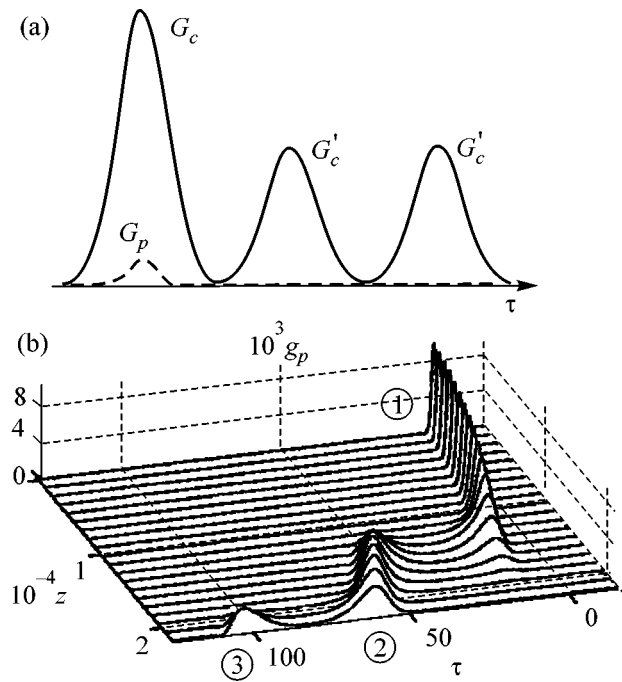 (a)
G_c
G_c'
G_c'
G_p
τ
(b)
10^3 g_p
8
4
0
①
1
10^-4 z
2
0
50
②
100
③
τ